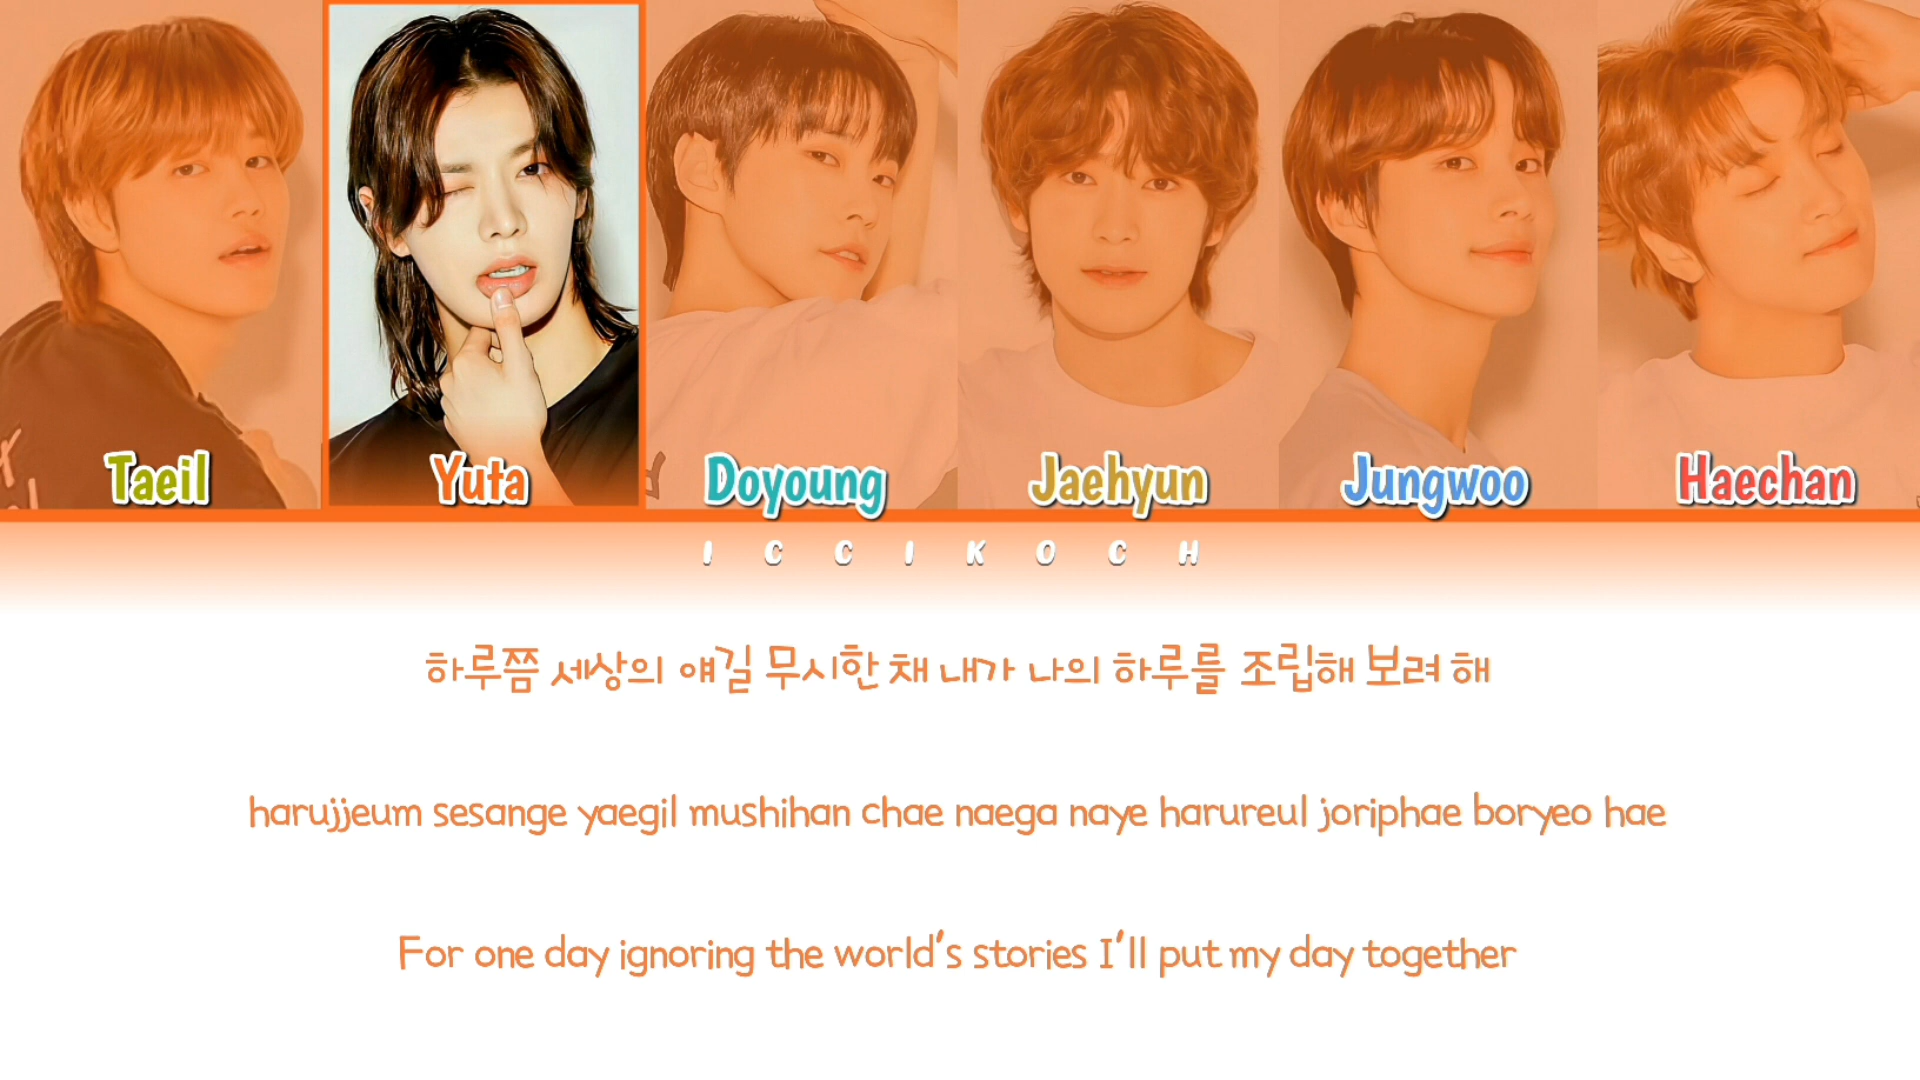 Taeil Yuta Doyoung Jaehyun Jungwoo Haechan
I C C I K O C H
하루쯤 세상의 얘길 무시한 채 내가 나의 하루를 조립해 보려 해
harujjeum sesange yaegil mushihan chae naega naye harureul joriphae boryeo hae
For one day ignoring the world's stories I'll put my day together